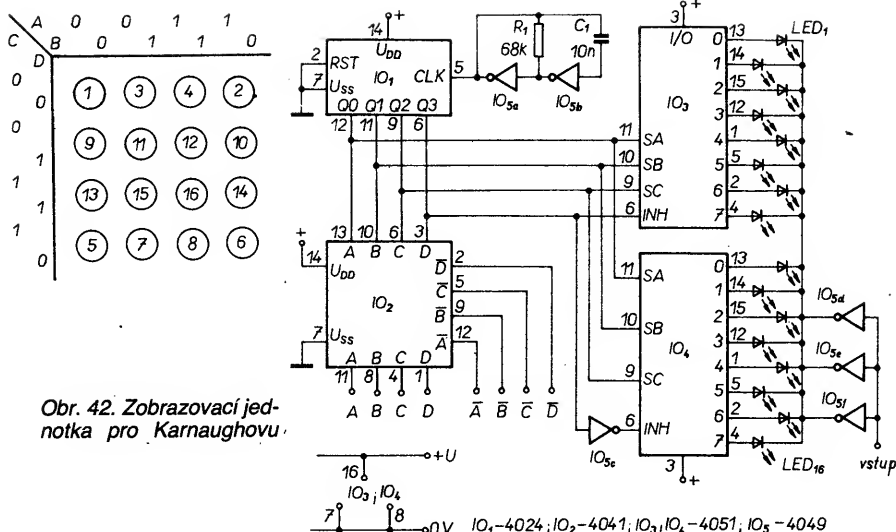 A 0 0 1 1
B 0 1 1 0
C D
0 0 1 3 4 2
0 1 9 11 12 10
1 1 13 15 16 14
1 0 5 7 8 6
+
14
U_DD
2 RST
7 U_SS
IO₁
CLK 5
Q0 Q1 Q2 Q3
12 11 9 6
R₁
68k
C₁
10n
IO₅a
IO₅b
3 +
I/O
IO₃
11 SA
10 SB
9 SC
6 INH
0 13
1 14
2 15
3 12
4 1
5 5
6 2
7 4
LED₁
13 10 6 3
A B C D
+
14 U_DD
IO₂
7 U_SS
D̅ 2
C̅ 5
B̅ 9
A̅ 12
A B C D
11 8 4 1
A B C D
A̅ B̅ C̅ D̅
11 SA
10 SB
9 SC
6 INH
IO₄
IO₅c
0 13
1 14
2 15
3 12
4 1
5 5
6 2
7 4
3 +
IO₅d
IO₅e
IO₅f
LED₁₆
vstup
Obr. 42. Zobrazovací jed-
notka pro Karnaughovu
+U
16
IO₃; IO₄
7 8
0V
IO₁-4024; IO₂-4041; IO₃, IO₄-4051; IO₅-4049